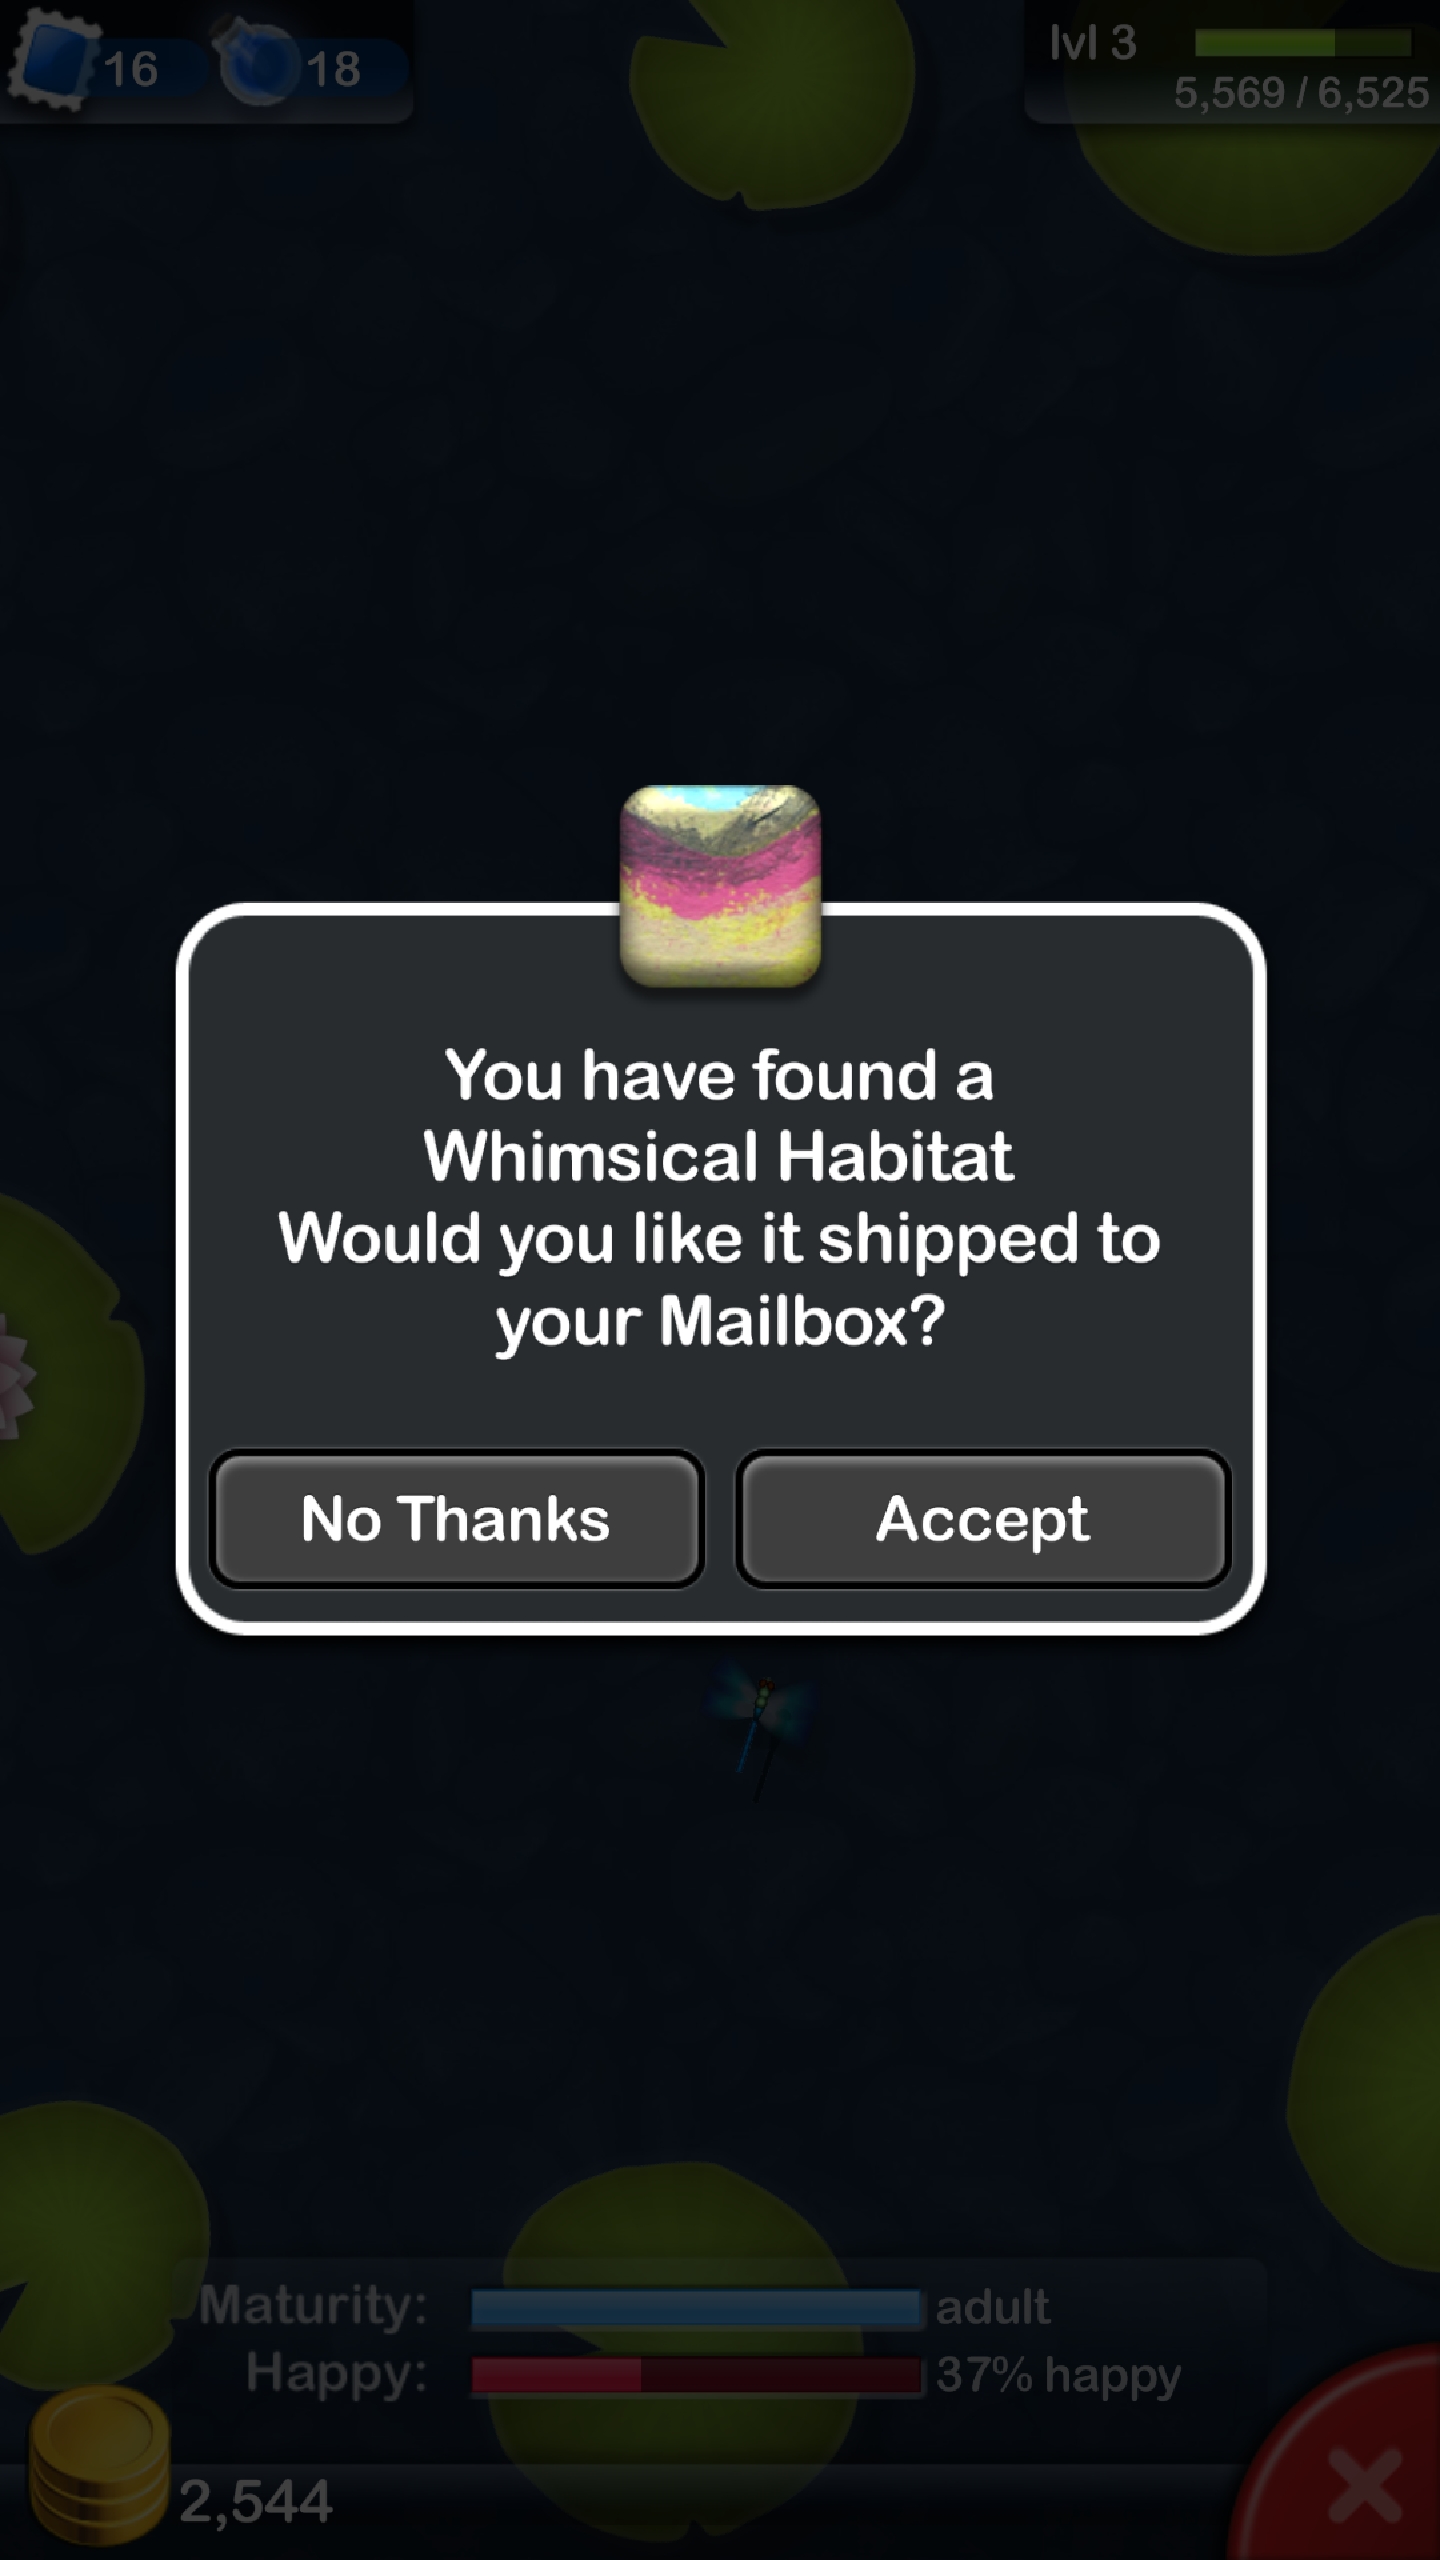 16
18
lvl 3
5,569 / 6,525
You have found a
Whimsical Habitat
Would you like it shipped to
your Mailbox?
No Thanks
Accept
Maturity:
adult
Happy:
37% happy
2,544